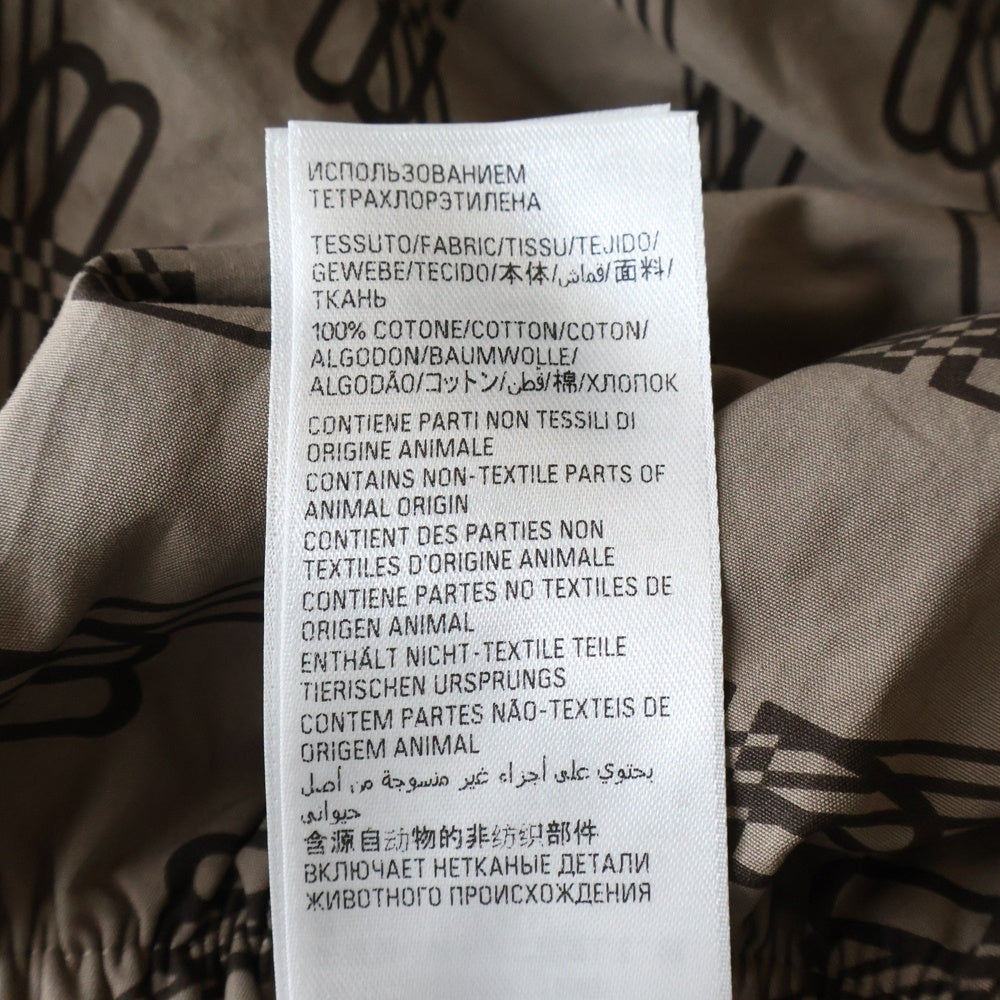 ИСПОЛЬЗОВАНИЕМ
ТЕТРАХЛОРЭТИЛЕНА
TESSUTO/FABRIC/TISSU/TEJIDO/
GEWEBE/TECIDO/本体/قماش/面料/
ТКАНЬ
100% COTONE/COTTON/COTON/
ALGODON/BAUMWOLLE/
ALGODÃO/コットン/قطن/棉/ХЛОПОК
CONTIENE PARTI NON TESSILI DI
ORIGINE ANIMALE
CONTAINS NON-TEXTILE PARTS OF
ANIMAL ORIGIN
CONTIENT DES PARTIES NON
TEXTILES D'ORIGINE ANIMALE
CONTIENE PARTES NO TEXTILES DE
ORIGEN ANIMAL
ENTHÄLT NICHT-TEXTILE TEILE
TIERISCHEN URSPRUNGS
CONTEM PARTES NÃO-TEXTEIS DE
ORIGEM ANIMAL
يحتوي على أجزاء غير منسوجة من أصل
حيواني
含源自动物的非纺织部件
ВКЛЮЧАЕТ НЕТКАНЫЕ ДЕТАЛИ
ЖИВОТНОГО ПРОИСХОЖДЕНИЯ